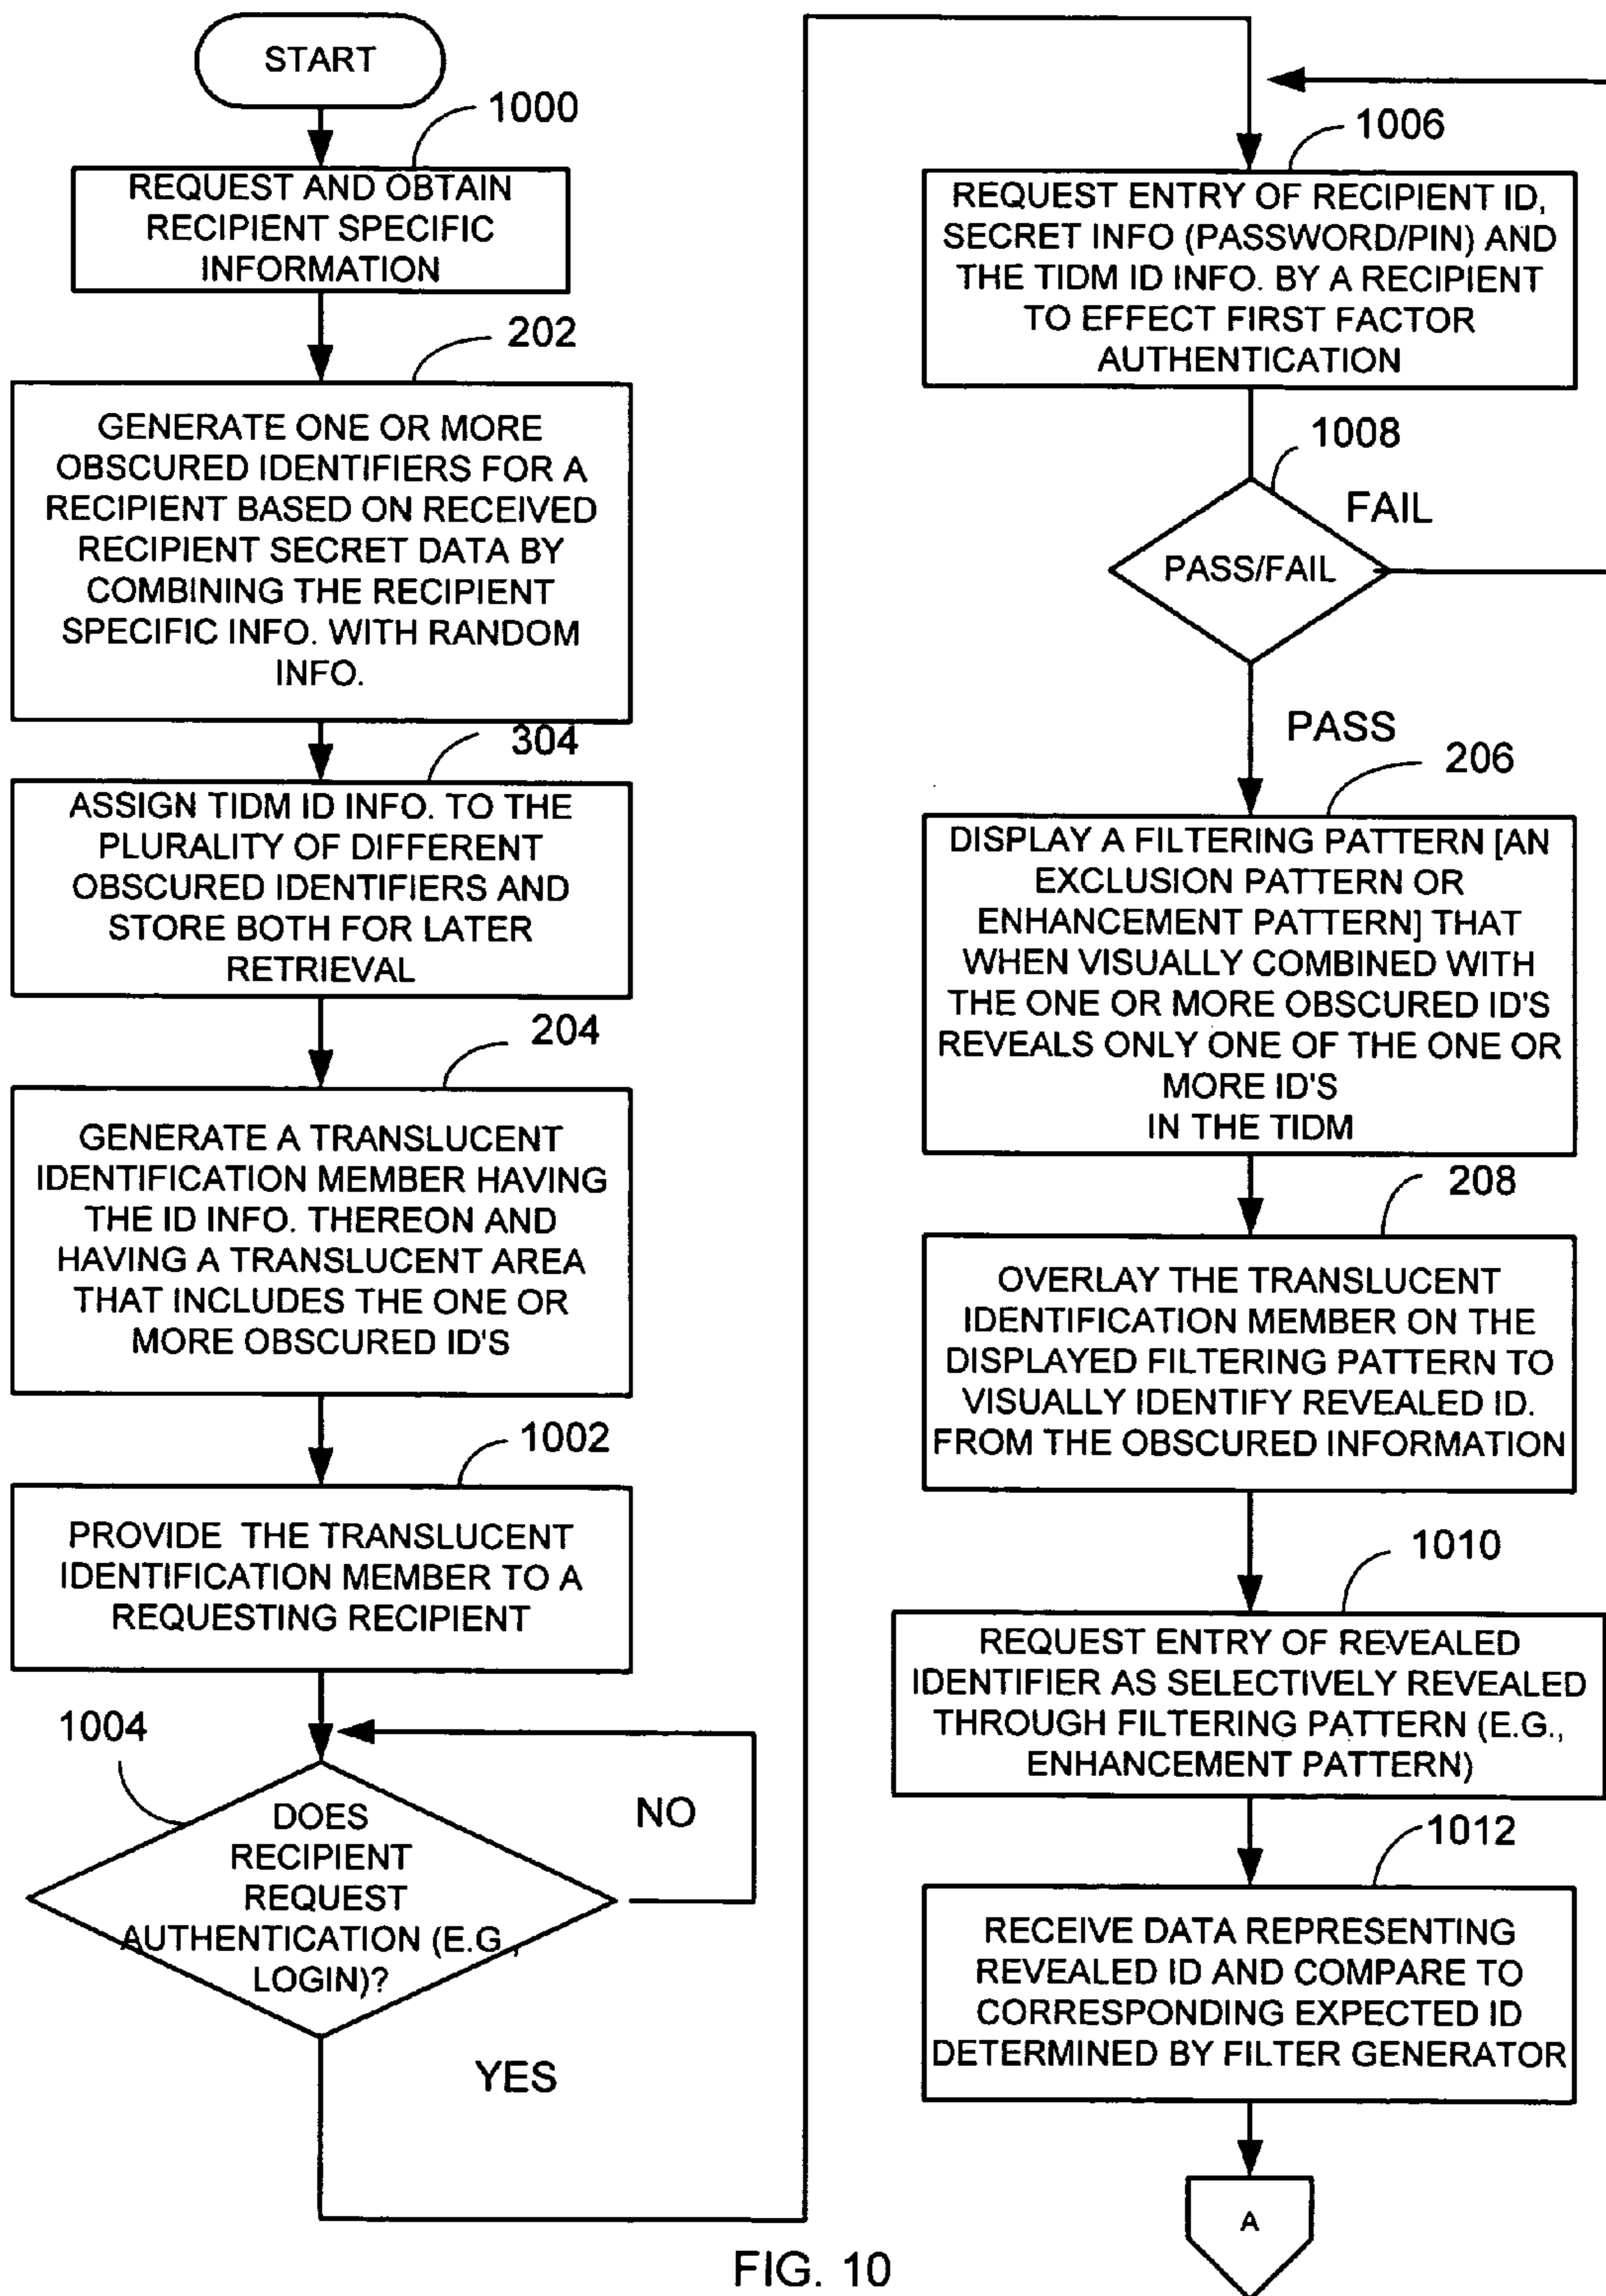 START
1000
REQUEST AND OBTAIN
RECIPIENT SPECIFIC
INFORMATION
202
GENERATE ONE OR MORE
OBSCURED IDENTIFIERS FOR A
RECIPIENT BASED ON RECEIVED
RECIPIENT SECRET DATA BY
COMBINING THE RECIPIENT
SPECIFIC INFO. WITH RANDOM
INFO.
304
ASSIGN TIDM ID INFO. TO THE
PLURALITY OF DIFFERENT
OBSCURED IDENTIFIERS AND
STORE BOTH FOR LATER
RETRIEVAL
204
GENERATE A TRANSLUCENT
IDENTIFICATION MEMBER HAVING
THE ID INFO. THEREON AND
HAVING A TRANSLUCENT AREA
THAT INCLUDES THE ONE OR
MORE OBSCURED ID'S
1002
PROVIDE THE TRANSLUCENT
IDENTIFICATION MEMBER TO A
REQUESTING RECIPIENT
1004
DOES
RECIPIENT
REQUEST
AUTHENTICATION (E.G.,
LOGIN)?
NO
YES
1006
REQUEST ENTRY OF RECIPIENT ID,
SECRET INFO (PASSWORD/PIN) AND
THE TIDM ID INFO. BY A RECIPIENT
TO EFFECT FIRST FACTOR
AUTHENTICATION
1008
FAIL
PASS/FAIL
PASS
206
DISPLAY A FILTERING PATTERN [AN
EXCLUSION PATTERN OR
ENHANCEMENT PATTERN] THAT
WHEN VISUALLY COMBINED WITH
THE ONE OR MORE OBSCURED ID'S
REVEALS ONLY ONE OF THE ONE OR
MORE ID'S
IN THE TIDM
208
OVERLAY THE TRANSLUCENT
IDENTIFICATION MEMBER ON THE
DISPLAYED FILTERING PATTERN TO
VISUALLY IDENTIFY REVEALED ID.
FROM THE OBSCURED INFORMATION
1010
REQUEST ENTRY OF REVEALED
IDENTIFIER AS SELECTIVELY REVEALED
THROUGH FILTERING PATTERN (E.G.,
ENHANCEMENT PATTERN)
1012
RECEIVE DATA REPRESENTING
REVEALED ID AND COMPARE TO
CORRESPONDING EXPECTED ID
DETERMINED BY FILTER GENERATOR
A
FIG. 10